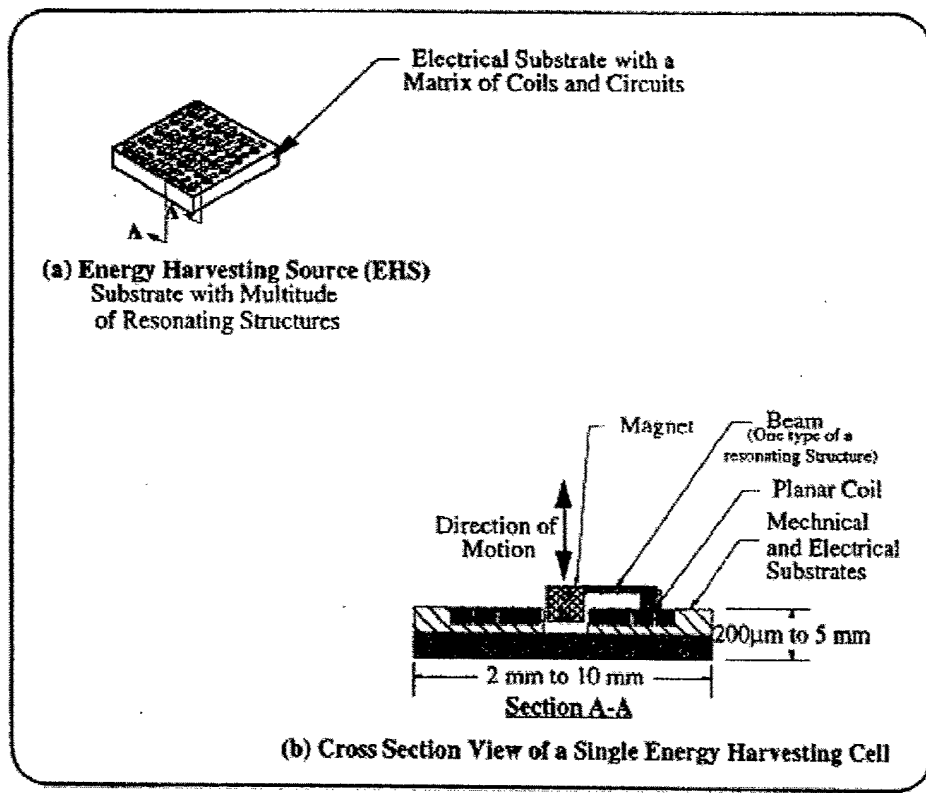 Electrical Substrate with a
Matrix of Coils and Circuits
A
A
(a) Energy Harvesting Source (EHS)
Substrate with Multitude
of Resonating Structures
Magnet
Beam
(One type of a
resonating Structure)
Planar Coil
Direction of
Motion
Mechnical
and Electrical
Substrates
200μm to 5 mm
2 mm to 10 mm
Section A-A
(b) Cross Section View of a Single Energy Harvesting Cell